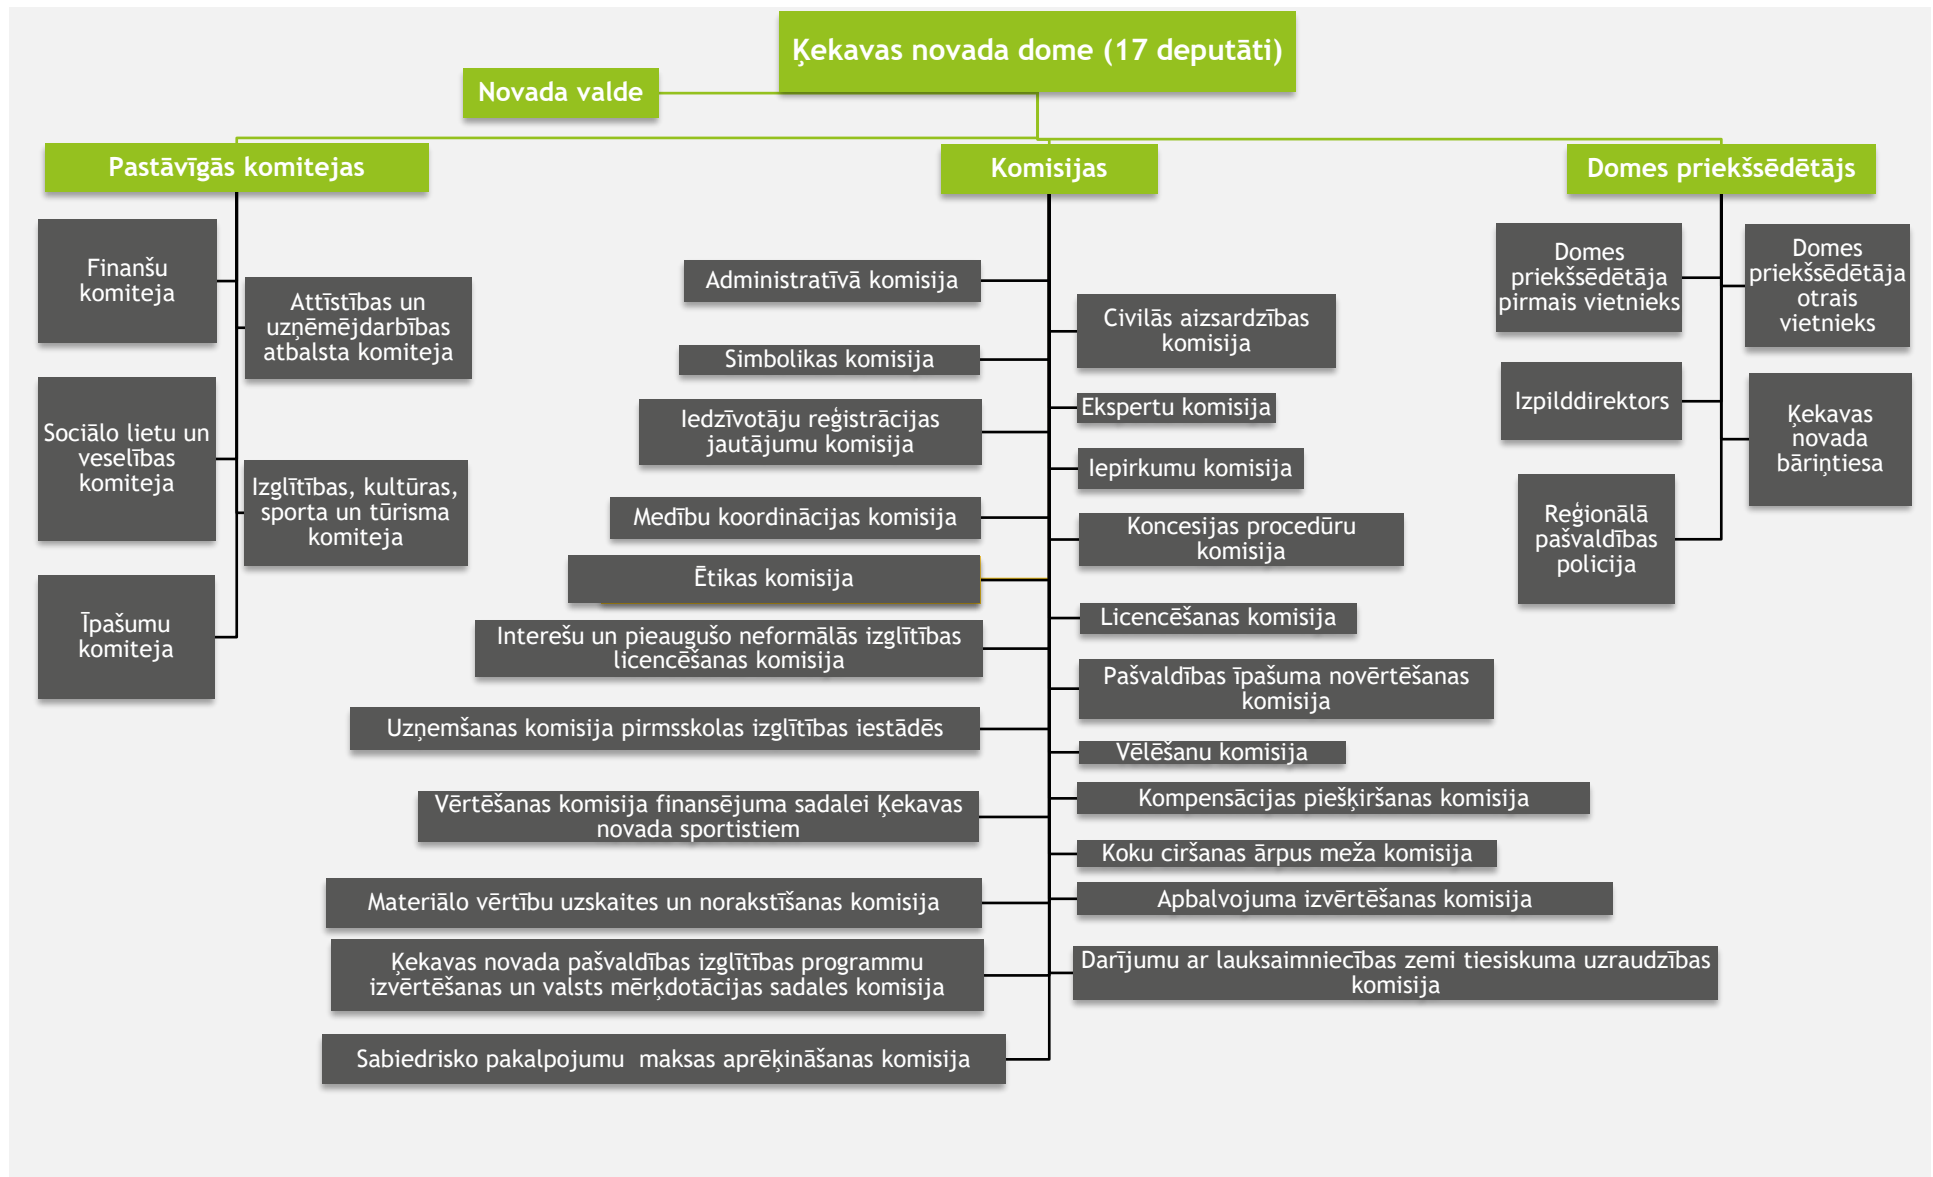 Ķekavas novada dome (17 deputāti)
Novada valde
Pastāvīgās komitejas
Finanšu
komiteja
Attīstības un
uzņēmējdarbības
atbalsta komiteja
Sociālo lietu un
veselības
komiteja
Izglītības, kultūras,
sporta un tūrisma
komiteja
Īpašumu
komiteja
Komisijas
Administratīvā komisija
Civilās aizsardzības
komisija
Simbolikas komisija
Ekspertu komisija
Iedzīvotāju reģistrācijas
jautājumu komisija
Iepirkumu komisija
Medību koordinācijas komisija
Koncesijas procedūru
komisija
Ētikas komisija
Licencēšanas komisija
Interešu un pieaugušo neformālās izglītības
licencēšanas komisija
Pašvaldības īpašuma novērtēšanas
komisija
Uzņemšanas komisija pirmsskolas izglītības iestādēs
Vēlēšanu komisija
Vērtēšanas komisija finansējuma sadalei Ķekavas
novada sportistiem
Kompensācijas piešķiršanas komisija
Koku ciršanas ārpus meža komisija
Materiālo vērtību uzskaites un norakstīšanas komisija
Apbalvojuma izvērtēšanas komisija
Ķekavas novada pašvaldības izglītības programmu
izvērtēšanas un valsts mērķdotācijas sadales komisija
Darījumu ar lauksaimniecības zemi tiesiskuma uzraudzības
komisija
Sabiedrisko pakalpojumu  maksas aprēķināšanas komisija
Domes priekšsēdētājs
Domes
priekšsēdētāja
pirmais vietnieks
Domes
priekšsēdētāja
otrais
vietnieks
Izpilddirektors
Ķekavas
novada
bāriņtiesa
Reģionālā
pašvaldības
policija